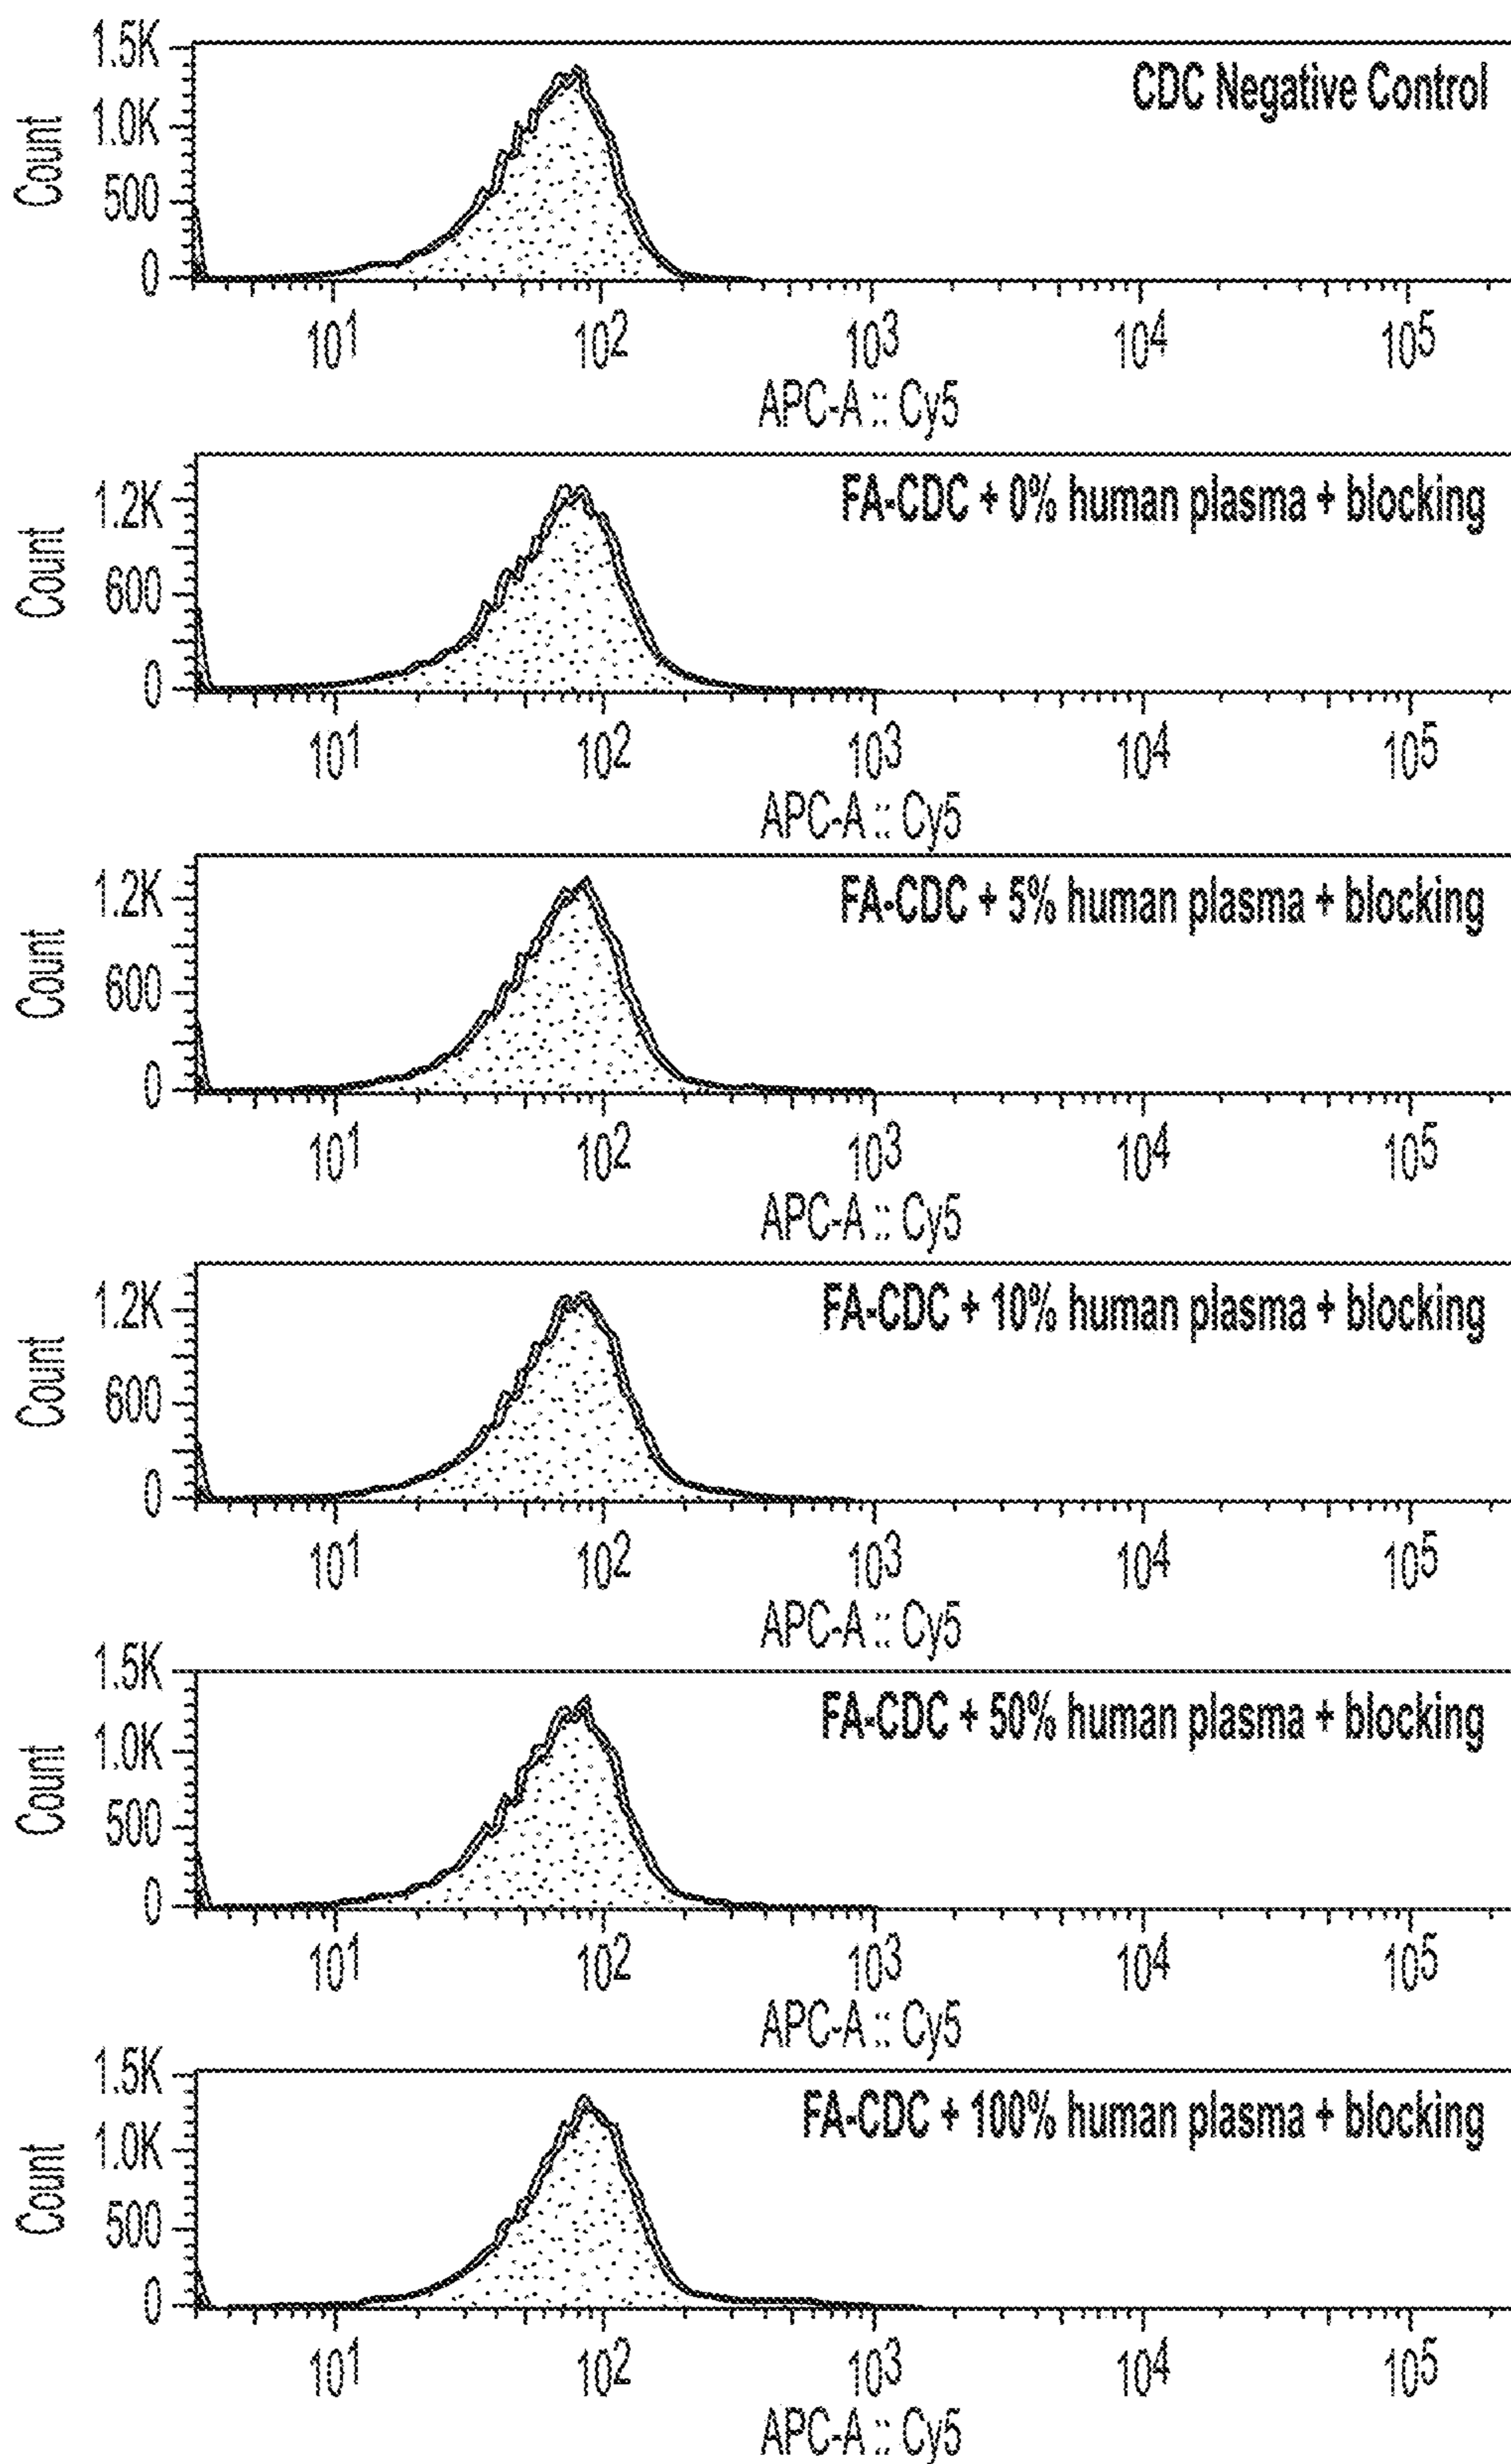 CDC Negative Control
1.5K
1.0K
500
0
Count
10¹ 10² 10³ 10⁴ 10⁵
APC-A :: Cy5
FA-CDC + 0% human plasma + blocking
1.2K
600
0
Count
10¹ 10² 10³ 10⁴ 10⁵
APC-A :: Cy5
FA-CDC + 5% human plasma + blocking
1.2K
600
0
Count
10¹ 10² 10³ 10⁴ 10⁵
APC-A :: Cy5
FA-CDC + 10% human plasma + blocking
1.2K
600
0
Count
10¹ 10² 10³ 10⁴ 10⁵
APC-A :: Cy5
FA-CDC + 50% human plasma + blocking
1.5K
1.0K
500
0
Count
10¹ 10² 10³ 10⁴ 10⁵
APC-A :: Cy5
FA-CDC + 100% human plasma + blocking
1.5K
1.0K
500
0
Count
10¹ 10² 10³ 10⁴ 10⁵
APC-A :: Cy5